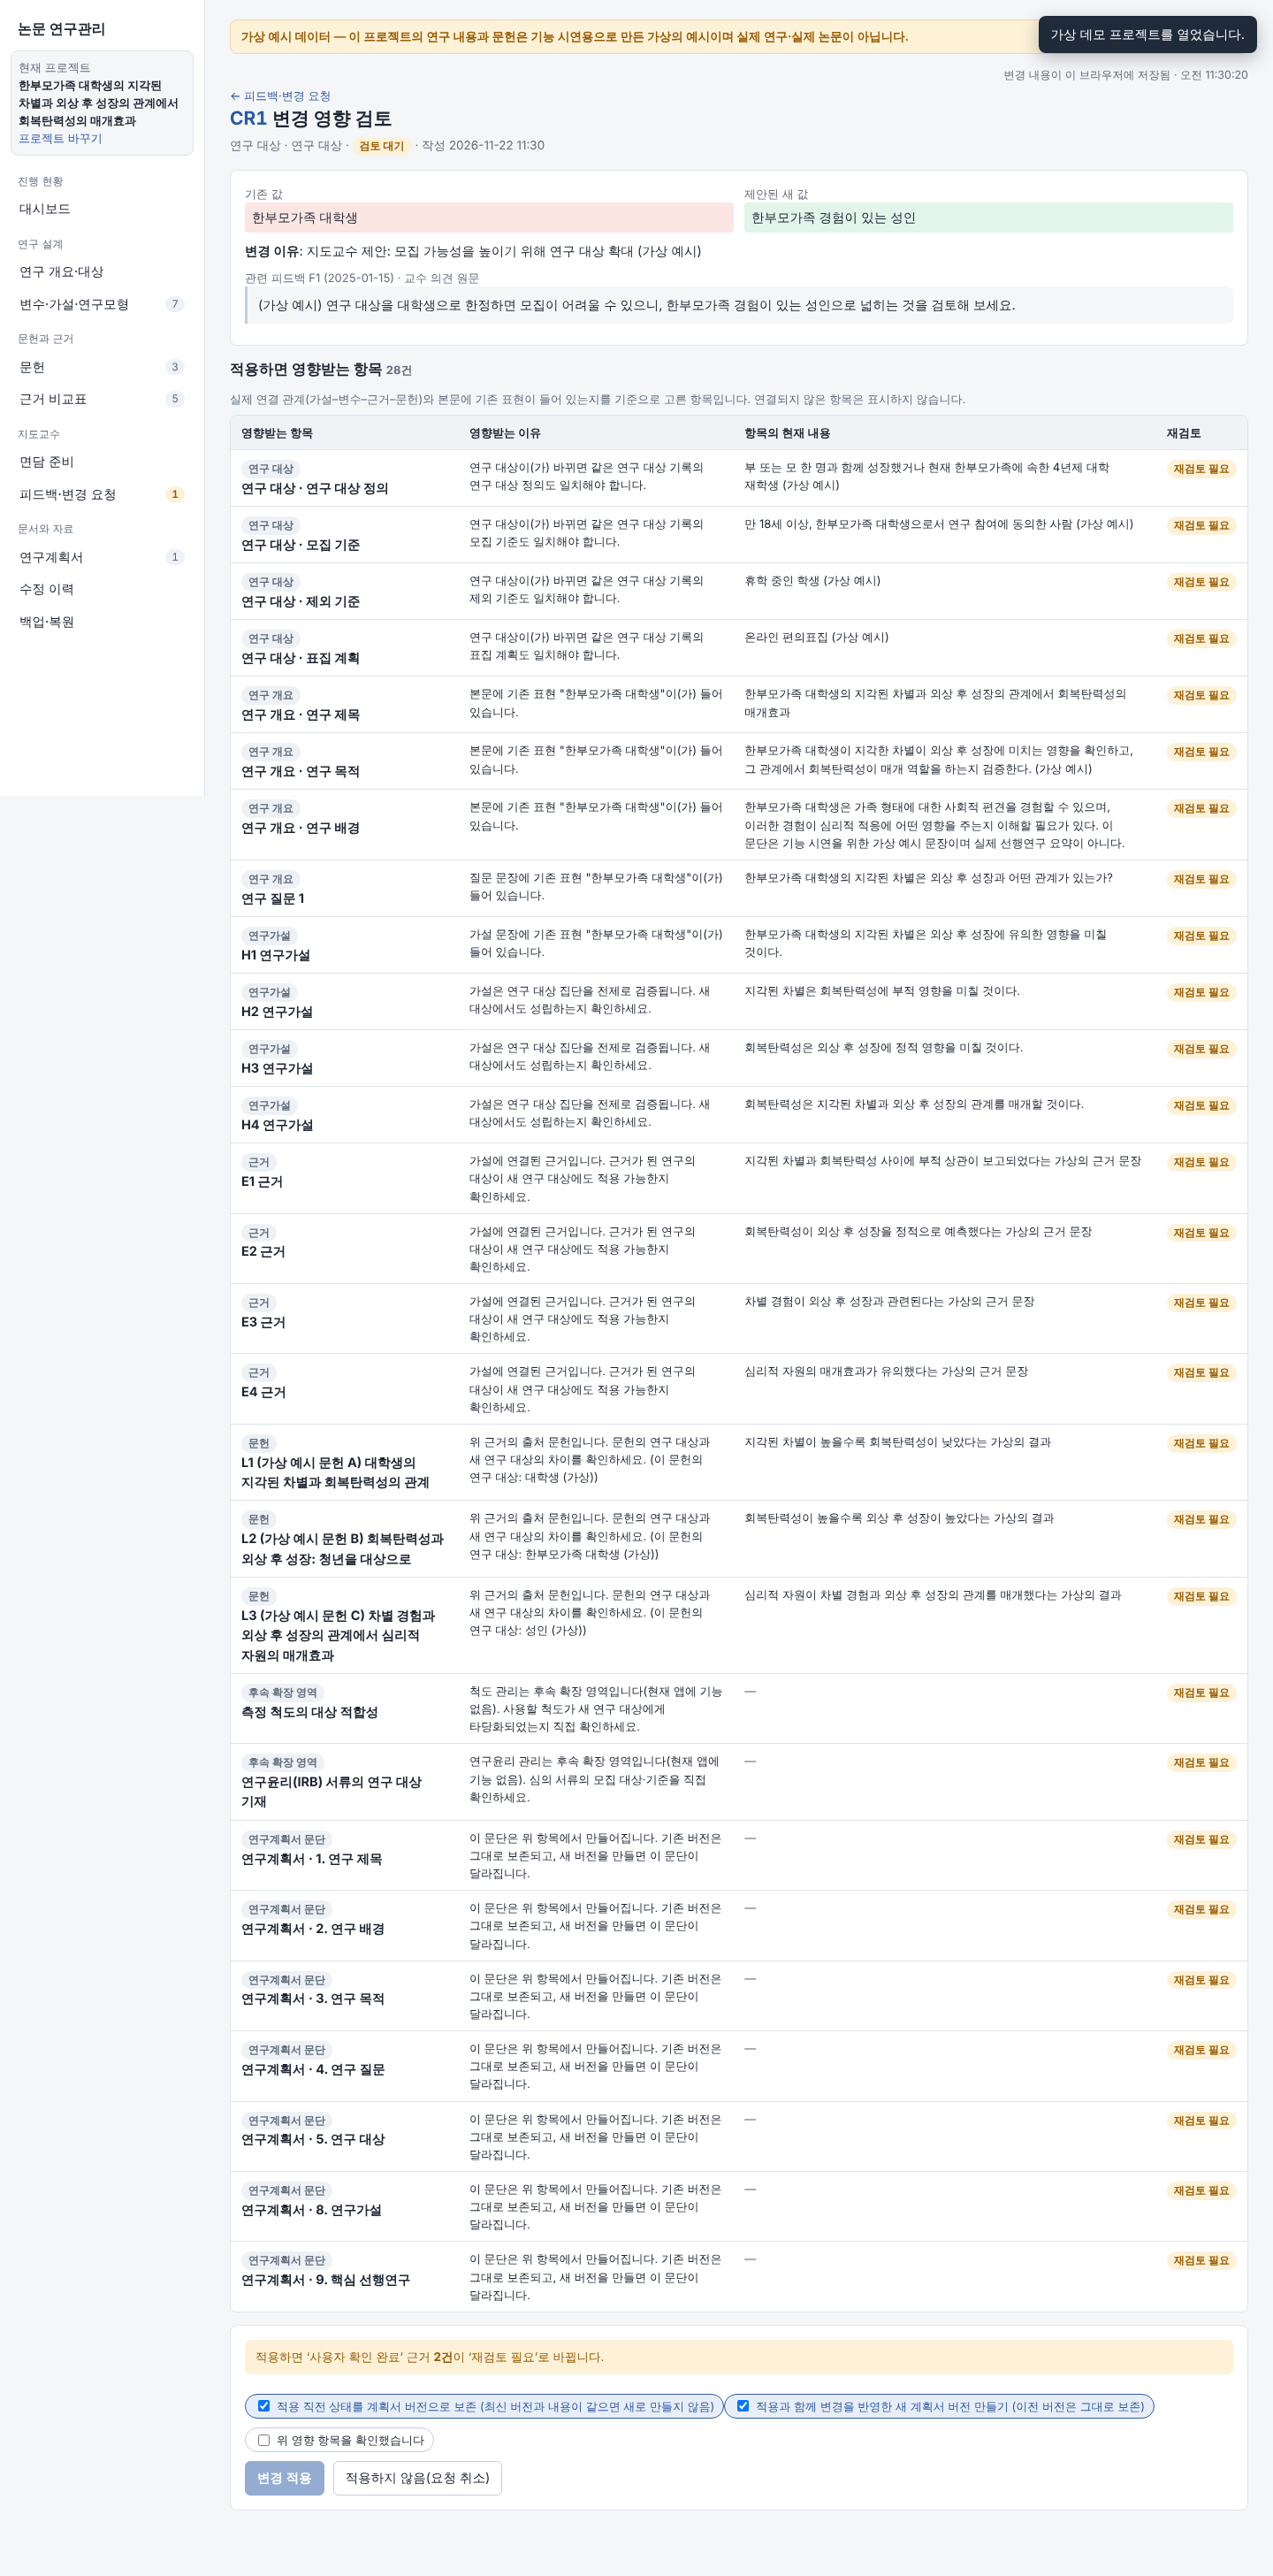 논문 연구관리
현재 프로젝트
한부모가족 대학생의 지각된
차별과 외상 후 성장의 관계에서
회복탄력성의 매개효과
프로젝트 바꾸기
진행 현황
대시보드
연구 설계
연구 개요·대상
변수·가설·연구모형 7
문헌과 근거
문헌 3
근거 비교표 5
지도교수
면담 준비
피드백·변경 요청 1
문서와 자료
연구계획서 1
수정 이력
백업·복원
가상 예시 데이터 — 이 프로젝트의 연구 내용과 문헌은 기능 시연용으로 만든 가상의 예시이며 실제 연구·실제 논문이 아닙니다.
가상 데모 프로젝트를 열었습니다.
변경 내용이 이 브라우저에 저장됨 · 오전 11:30:20
← 피드백·변경 요청
CR1 변경 영향 검토
연구 대상 · 연구 대상 · 검토 대기 · 작성 2026-11-22 11:30
기존 값 제안된 새 값
한부모가족 대학생 한부모가족 경험이 있는 성인
변경 이유: 지도교수 제안: 모집 가능성을 높이기 위해 연구 대상 확대 (가상 예시)
관련 피드백 F1 (2025-01-15) · 교수 의견 원문
(가상 예시) 연구 대상을 대학생으로 한정하면 모집이 어려울 수 있으니, 한부모가족 경험이 있는 성인으로 넓히는 것을 검토해 보세요.
적용하면 영향받는 항목 28건
실제 연결 관계(가설–변수–근거–문헌)와 본문에 기존 표현이 들어 있는지를 기준으로 고른 항목입니다. 연결되지 않은 항목은 표시하지 않습니다.
영향받는 항목 영향받는 이유 항목의 현재 내용 재검토
연구 대상
연구 대상 · 연구 대상 정의
연구 대상이(가) 바뀌면 같은 연구 대상 기록의
연구 대상 정의도 일치해야 합니다.
부 또는 모 한 명과 함께 성장했거나 현재 한부모가족에 속한 4년제 대학
재학생 (가상 예시)
재검토 필요
연구 대상
연구 대상 · 모집 기준
연구 대상이(가) 바뀌면 같은 연구 대상 기록의
모집 기준도 일치해야 합니다.
만 18세 이상, 한부모가족 대학생으로서 연구 참여에 동의한 사람 (가상 예시)
재검토 필요
연구 대상
연구 대상 · 제외 기준
연구 대상이(가) 바뀌면 같은 연구 대상 기록의
제외 기준도 일치해야 합니다.
휴학 중인 학생 (가상 예시)
재검토 필요
연구 대상
연구 대상 · 표집 계획
연구 대상이(가) 바뀌면 같은 연구 대상 기록의
표집 계획도 일치해야 합니다.
온라인 편의표집 (가상 예시)
재검토 필요
연구 개요
연구 개요 · 연구 제목
본문에 기존 표현 "한부모가족 대학생"이(가) 들어
있습니다.
한부모가족 대학생의 지각된 차별과 외상 후 성장의 관계에서 회복탄력성의
매개효과
재검토 필요
연구 개요
연구 개요 · 연구 목적
본문에 기존 표현 "한부모가족 대학생"이(가) 들어
있습니다.
한부모가족 대학생이 지각한 차별이 외상 후 성장에 미치는 영향을 확인하고,
그 관계에서 회복탄력성이 매개 역할을 하는지 검증한다. (가상 예시)
재검토 필요
연구 개요
연구 개요 · 연구 배경
본문에 기존 표현 "한부모가족 대학생"이(가) 들어
있습니다.
한부모가족 대학생은 가족 형태에 대한 사회적 편견을 경험할 수 있으며,
이러한 경험이 심리적 적응에 어떤 영향을 주는지 이해할 필요가 있다. 이
문단은 기능 시연을 위한 가상 예시 문장이며 실제 선행연구 요약이 아니다.
재검토 필요
연구 개요
연구 질문 1
질문 문장에 기존 표현 "한부모가족 대학생"이(가)
들어 있습니다.
한부모가족 대학생의 지각된 차별은 외상 후 성장과 어떤 관계가 있는가?
재검토 필요
연구가설
H1 연구가설
가설 문장에 기존 표현 "한부모가족 대학생"이(가)
들어 있습니다.
한부모가족 대학생의 지각된 차별은 외상 후 성장에 유의한 영향을 미칠
것이다.
재검토 필요
연구가설
H2 연구가설
가설은 연구 대상 집단을 전제로 검증됩니다. 새
대상에서도 성립하는지 확인하세요.
지각된 차별은 회복탄력성에 부적 영향을 미칠 것이다.
재검토 필요
연구가설
H3 연구가설
가설은 연구 대상 집단을 전제로 검증됩니다. 새
대상에서도 성립하는지 확인하세요.
회복탄력성은 외상 후 성장에 정적 영향을 미칠 것이다.
재검토 필요
연구가설
H4 연구가설
가설은 연구 대상 집단을 전제로 검증됩니다. 새
대상에서도 성립하는지 확인하세요.
회복탄력성은 지각된 차별과 외상 후 성장의 관계를 매개할 것이다.
재검토 필요
근거
E1 근거
가설에 연결된 근거입니다. 근거가 된 연구의
대상이 새 연구 대상에도 적용 가능한지
확인하세요.
지각된 차별과 회복탄력성 사이에 부적 상관이 보고되었다는 가상의 근거 문장
재검토 필요
근거
E2 근거
가설에 연결된 근거입니다. 근거가 된 연구의
대상이 새 연구 대상에도 적용 가능한지
확인하세요.
회복탄력성이 외상 후 성장을 정적으로 예측했다는 가상의 근거 문장
재검토 필요
근거
E3 근거
가설에 연결된 근거입니다. 근거가 된 연구의
대상이 새 연구 대상에도 적용 가능한지
확인하세요.
차별 경험이 외상 후 성장과 관련된다는 가상의 근거 문장
재검토 필요
근거
E4 근거
가설에 연결된 근거입니다. 근거가 된 연구의
대상이 새 연구 대상에도 적용 가능한지
확인하세요.
심리적 자원의 매개효과가 유의했다는 가상의 근거 문장
재검토 필요
문헌
L1 (가상 예시 문헌 A) 대학생의
지각된 차별과 회복탄력성의 관계
위 근거의 출처 문헌입니다. 문헌의 연구 대상과
새 연구 대상의 차이를 확인하세요. (이 문헌의
연구 대상: 대학생 (가상))
지각된 차별이 높을수록 회복탄력성이 낮았다는 가상의 결과
재검토 필요
문헌
L2 (가상 예시 문헌 B) 회복탄력성과
외상 후 성장: 청년을 대상으로
위 근거의 출처 문헌입니다. 문헌의 연구 대상과
새 연구 대상의 차이를 확인하세요. (이 문헌의
연구 대상: 한부모가족 대학생 (가상))
회복탄력성이 높을수록 외상 후 성장이 높았다는 가상의 결과
재검토 필요
문헌
L3 (가상 예시 문헌 C) 차별 경험과
외상 후 성장의 관계에서 심리적
자원의 매개효과
위 근거의 출처 문헌입니다. 문헌의 연구 대상과
새 연구 대상의 차이를 확인하세요. (이 문헌의
연구 대상: 성인 (가상))
심리적 자원이 차별 경험과 외상 후 성장의 관계를 매개했다는 가상의 결과
재검토 필요
후속 확장 영역
측정 척도의 대상 적합성
척도 관리는 후속 확장 영역입니다(현재 앱에 기능
없음). 사용할 척도가 새 연구 대상에게
타당화되었는지 직접 확인하세요.
—
재검토 필요
후속 확장 영역
연구윤리(IRB) 서류의 연구 대상
기재
연구윤리 관리는 후속 확장 영역입니다(현재 앱에
기능 없음). 심의 서류의 모집 대상·기준을 직접
확인하세요.
—
재검토 필요
연구계획서 문단
연구계획서 · 1. 연구 제목
이 문단은 위 항목에서 만들어집니다. 기존 버전은
그대로 보존되고, 새 버전을 만들면 이 문단이
달라집니다.
—
재검토 필요
연구계획서 문단
연구계획서 · 2. 연구 배경
이 문단은 위 항목에서 만들어집니다. 기존 버전은
그대로 보존되고, 새 버전을 만들면 이 문단이
달라집니다.
—
재검토 필요
연구계획서 문단
연구계획서 · 3. 연구 목적
이 문단은 위 항목에서 만들어집니다. 기존 버전은
그대로 보존되고, 새 버전을 만들면 이 문단이
달라집니다.
—
재검토 필요
연구계획서 문단
연구계획서 · 4. 연구 질문
이 문단은 위 항목에서 만들어집니다. 기존 버전은
그대로 보존되고, 새 버전을 만들면 이 문단이
달라집니다.
—
재검토 필요
연구계획서 문단
연구계획서 · 5. 연구 대상
이 문단은 위 항목에서 만들어집니다. 기존 버전은
그대로 보존되고, 새 버전을 만들면 이 문단이
달라집니다.
—
재검토 필요
연구계획서 문단
연구계획서 · 8. 연구가설
이 문단은 위 항목에서 만들어집니다. 기존 버전은
그대로 보존되고, 새 버전을 만들면 이 문단이
달라집니다.
—
재검토 필요
연구계획서 문단
연구계획서 · 9. 핵심 선행연구
이 문단은 위 항목에서 만들어집니다. 기존 버전은
그대로 보존되고, 새 버전을 만들면 이 문단이
달라집니다.
—
재검토 필요
적용하면 ‘사용자 확인 완료’ 근거 2건이 ‘재검토 필요’로 바뀝니다.
적용 직전 상태를 계획서 버전으로 보존 (최신 버전과 내용이 같으면 새로 만들지 않음) 적용과 함께 변경을 반영한 새 계획서 버전 만들기 (이전 버전은 그대로 보존)
위 영향 항목을 확인했습니다
변경 적용 적용하지 않음(요청 취소)